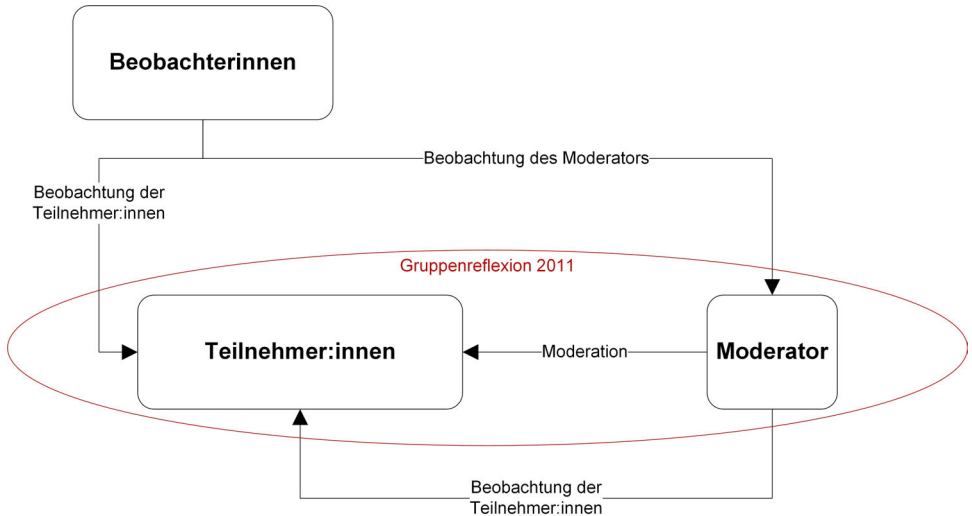 Beobachterinnen
Beobachtung des Moderators
Beobachtung der
Teilnehmer:innen
Gruppenreflexion 2011
Teilnehmer:innen
Moderation
Moderator
Beobachtung der
Teilnehmer:innen